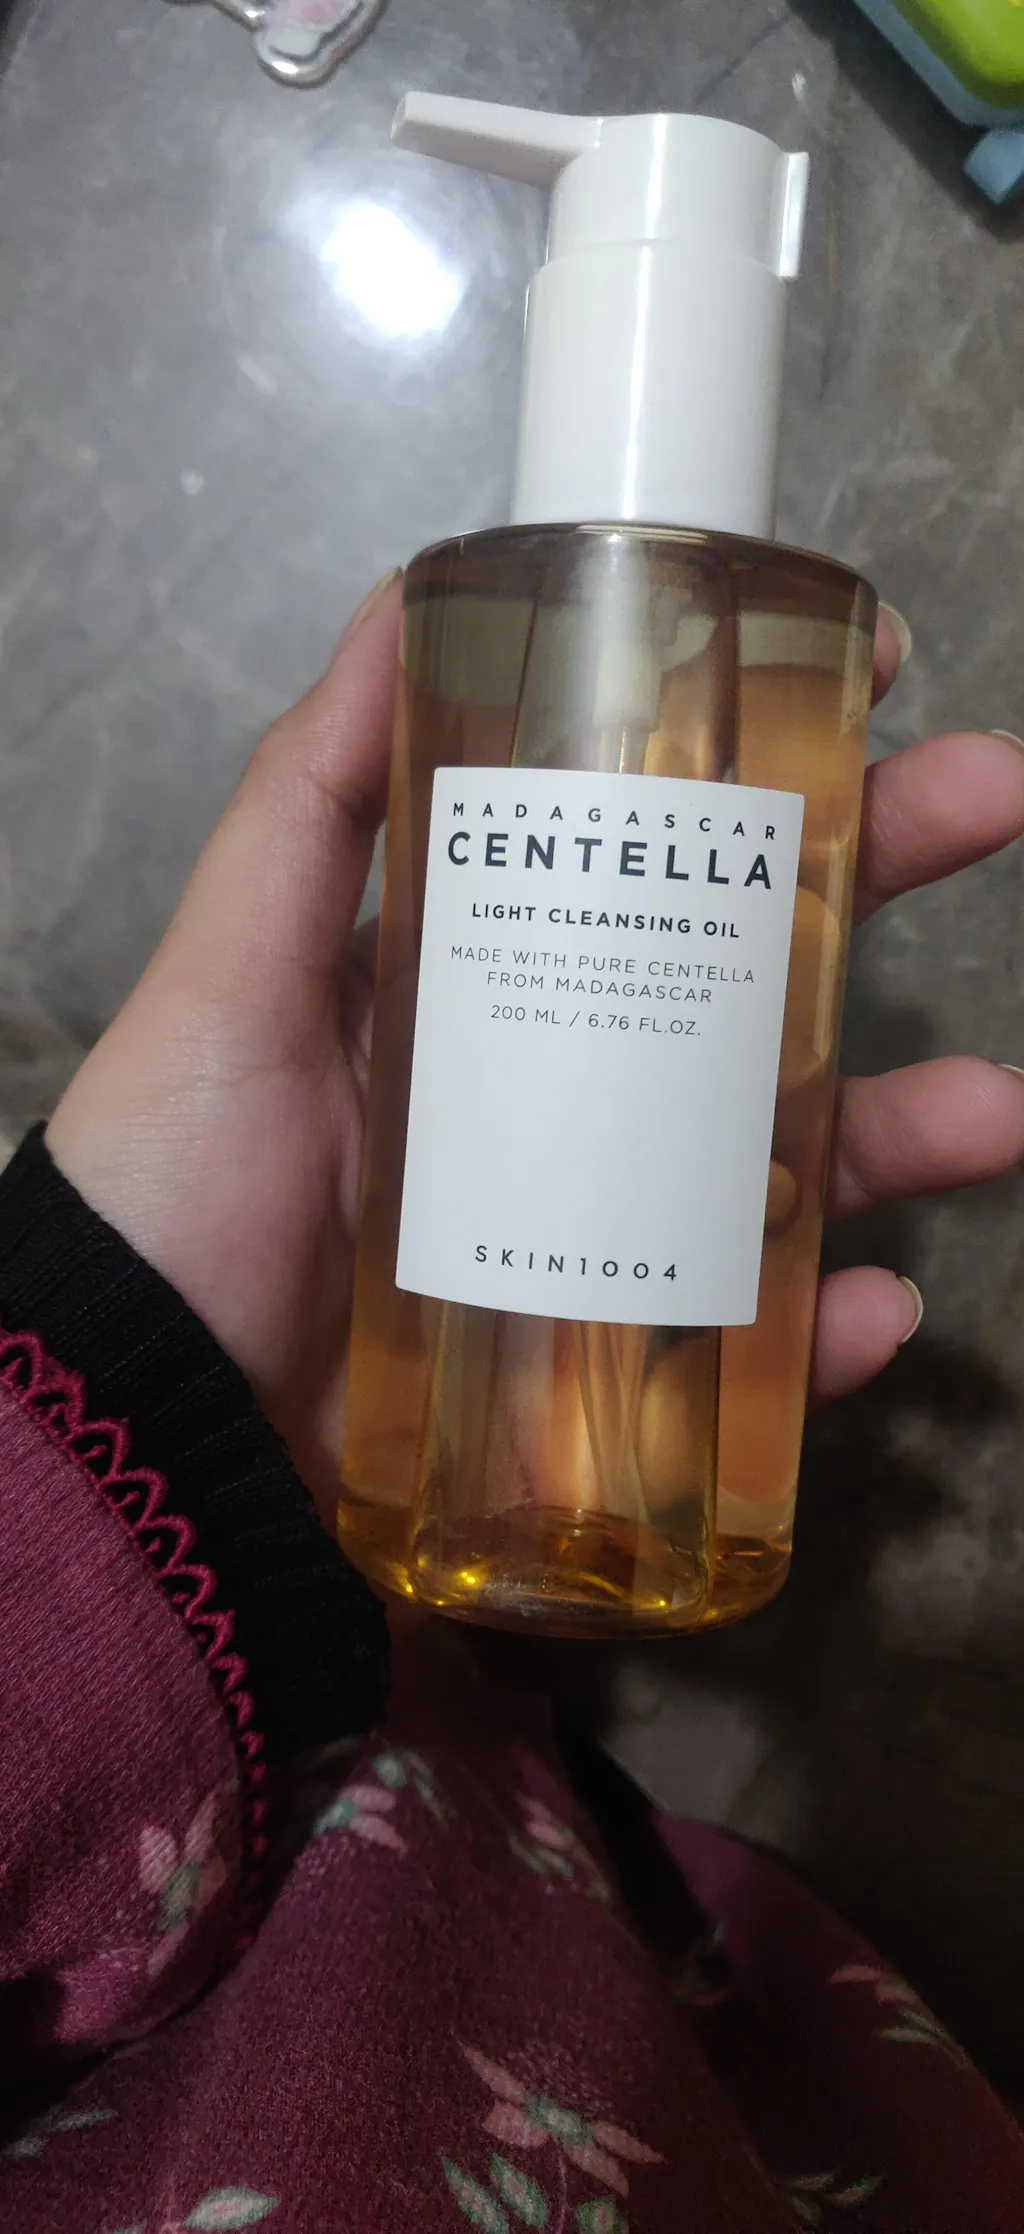 MADAGASCAR
CENTELLA
LIGHT CLEANSING OIL
MADE WITH PURE CENTELLA
FROM MADAGASCAR
200 ML / 6.76 FL.OZ.
SKIN1004